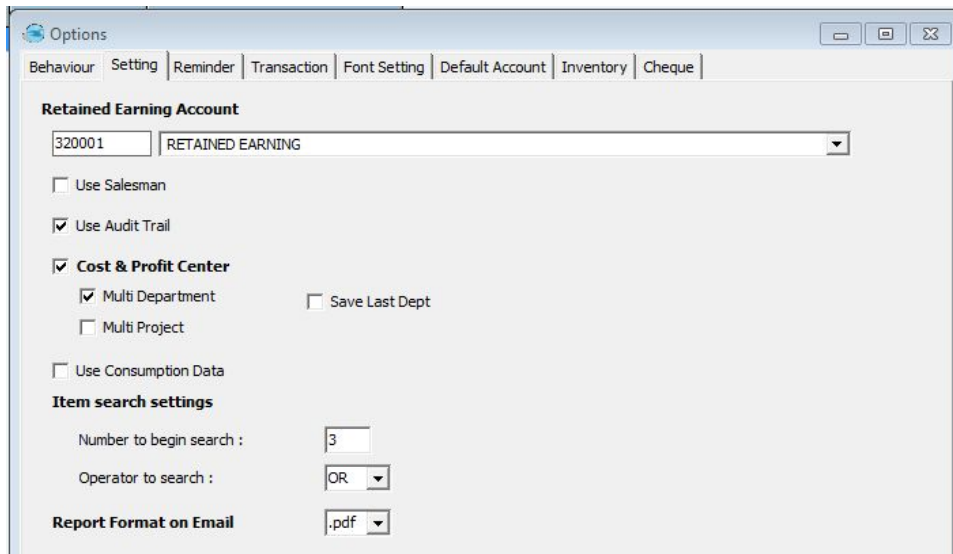 Options
Behaviour Setting Reminder Transaction Font Setting Default Account Inventory Cheque
Retained Earning Account
320001 RETAINED EARNING
Use Salesman
Use Audit Trail
Cost & Profit Center
Multi Department Save Last Dept
Multi Project
Use Consumption Data
Item search settings
Number to begin search : 3
Operator to search : OR
Report Format on Email .pdf